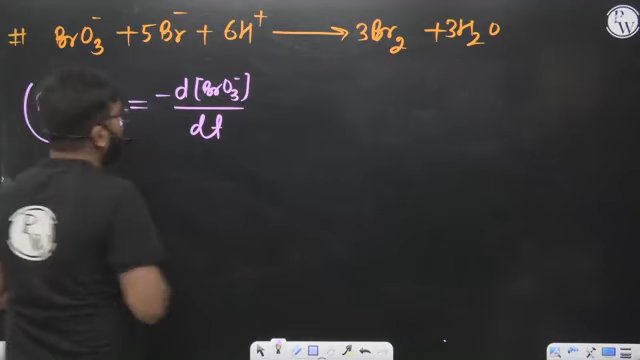 # BrO₃⁻ + 5Br⁻ + 6H⁺ ⟶ 3Br₂ + 3H₂O
( = -d[BrO₃⁻]/dt
P
W
P
W